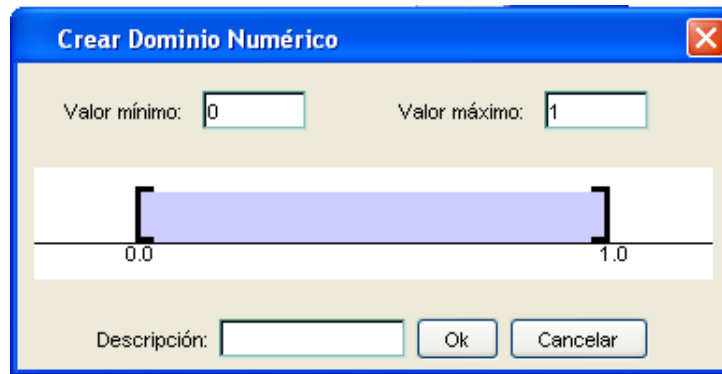 Crear Dominio Numérico
Valor mínimo: 0 Valor máximo: 1
0.0 1.0
Descripción: Ok Cancelar